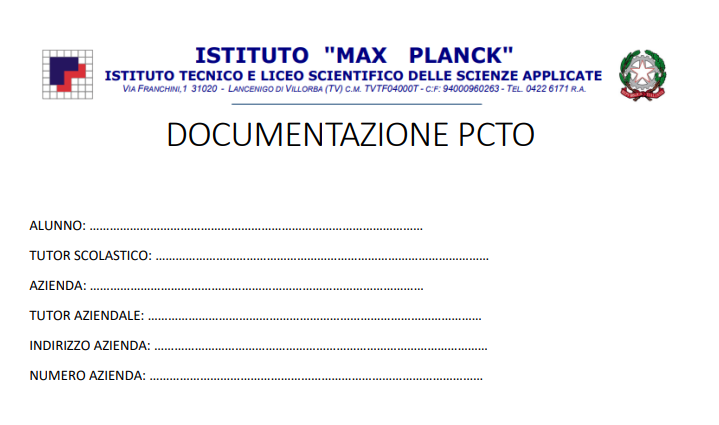 ISTITUTO "MAX PLANCK"
ISTITUTO TECNICO E LICEO SCIENTIFICO DELLE SCIENZE APPLICATE
VIA FRANCHINI,1 31020 - LANCENIGO DI VILLORBA (TV) C.M. TVTF04000T - C:F: 94000960263 - TEL. 0422 6171 R.A.
DOCUMENTAZIONE PCTO
ALUNNO: ……………………………………………………………………………………
TUTOR SCOLASTICO: ……………………………………………………………………………………
AZIENDA: ……………………………………………………………………………………
TUTOR AZIENDALE: ……………………………………………………………………………………
INDIRIZZO AZIENDA: ……………………………………………………………………………………
NUMERO AZIENDA: ……………………………………………………………………………………